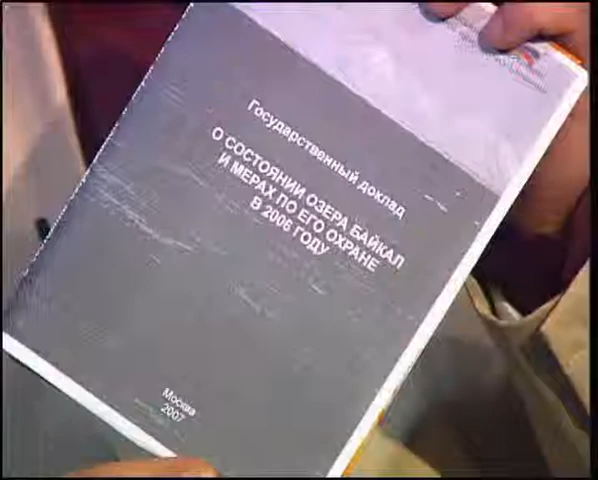 Государственный доклад
О СОСТОЯНИИ ОЗЕРА БАЙКАЛ
И МЕРАХ ПО ЕГО ОХРАНЕ
В 2006 ГОДУ
Москва
2007